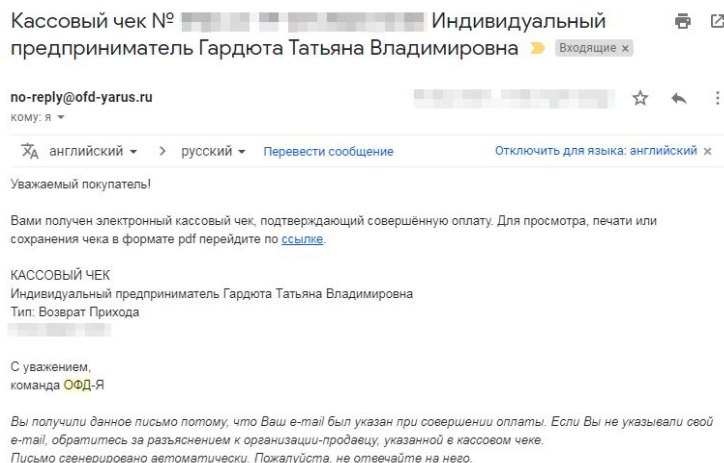 Кассовый чек № Индивидуальный
предприниматель Гардюта Татьяна Владимировна Входящие ×
no-reply@ofd-yarus.ru
кому: я
английский > русский Перевести сообщение Отключить для языка: английский ×
Уважаемый покупатель!
Вами получен электронный кассовый чек, подтверждающий совершённую оплату. Для просмотра, печати или
сохранения чека в формате pdf перейдите по ссылке.
КАССОВЫЙ ЧЕК
Индивидуальный предприниматель Гардюта Татьяна Владимировна
Тип: Возврат Прихода
С уважением,
команда ОФД-Я
Вы получили данное письмо потому, что Ваш e-mail был указан при совершении оплаты. Если Вы не указывали свой
e-mail, обратитесь за разъяснением к организации-продавцу, указанной в кассовом чеке.
Письмо сгенерировано автоматически. Пожалуйста, не отвечайте на него.